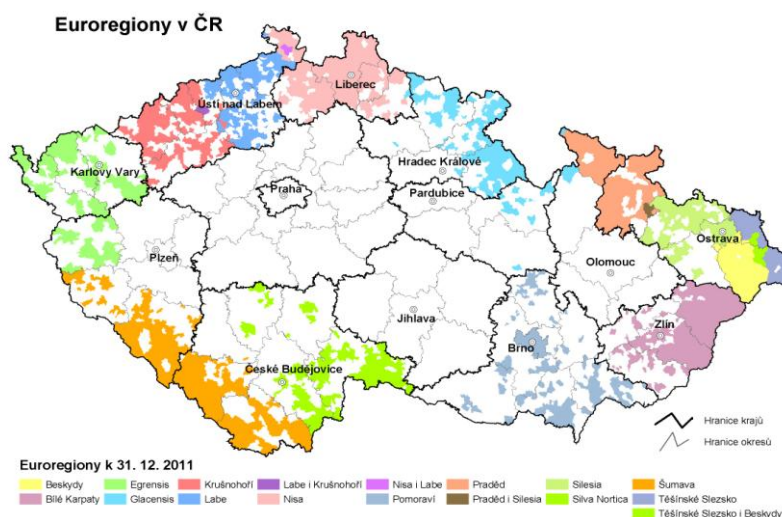 Euroregiony v ČR
Liberec
Ústí nad Labem
Karlovy Vary
Hradec Králové
Praha
Pardubice
Ostrava
Plzeň
Olomouc
Jihlava
Zlín
Brno
České Budějovice
Hranice krajů
Hranice okresů
Euroregiony k 31. 12. 2011
Beskydy Egrensis Krušnohoří Labe i Krušnohoří Nisa i Labe Praděd Silesia Šumava
Bílé Karpaty Glacensis Labe Nisa Pomoraví Praděd i Silesia Silva Nortica Těšínské Slezsko
Těšínské Slezsko i Beskydy